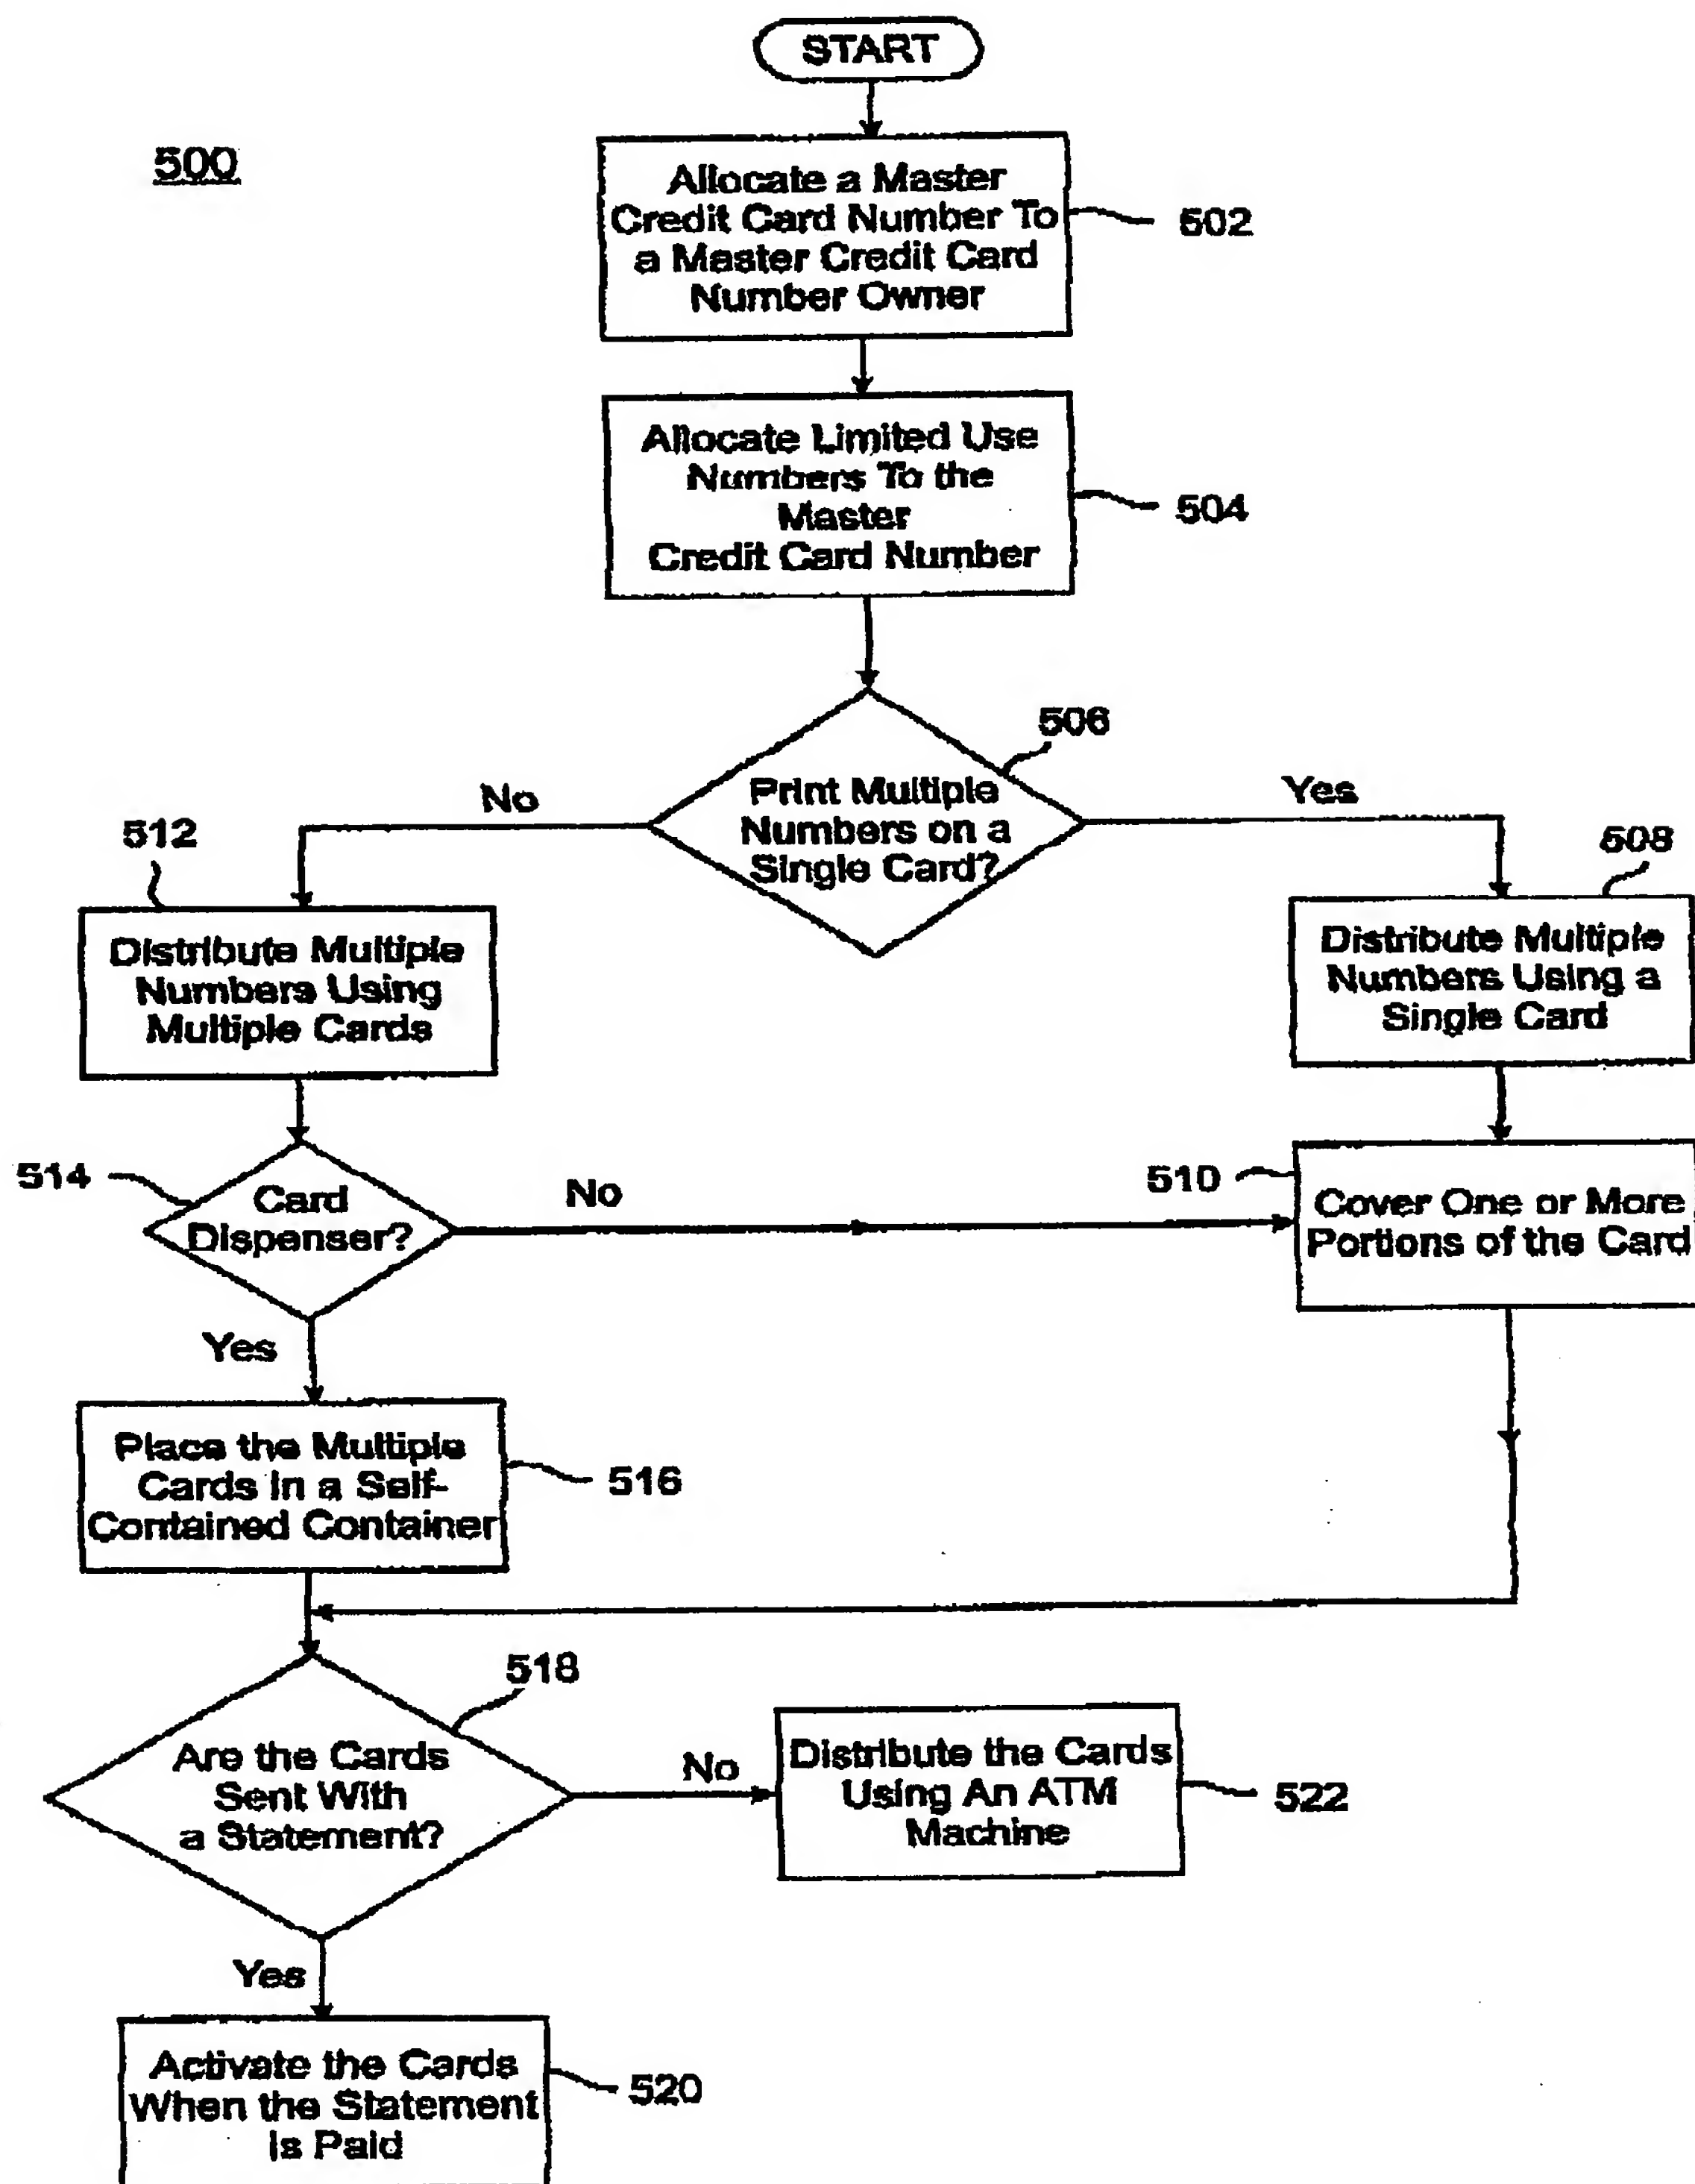 START
500
Allocate a Master
Credit Card Number To
a Master Credit Card
Number Owner
502
Allocate Limited Use
Numbers To the
Master
Credit Card Number
504
506
Print Multiple
Numbers on a
Single Card?
No
Yes
512
508
Distribute Multiple
Numbers Using
Multiple Cards
Distribute Multiple
Numbers Using a
Single Card
514
Card
Dispenser?
No
510
Cover One or More
Portions of the Card
Yes
Place the Multiple
Cards in a Self-
Contained Container
516
518
Are the Cards
Sent With
a Statement?
No
Distribute the Cards
Using An ATM
Machine
522
Yes
Activate the Cards
When the Statement
is Paid
520